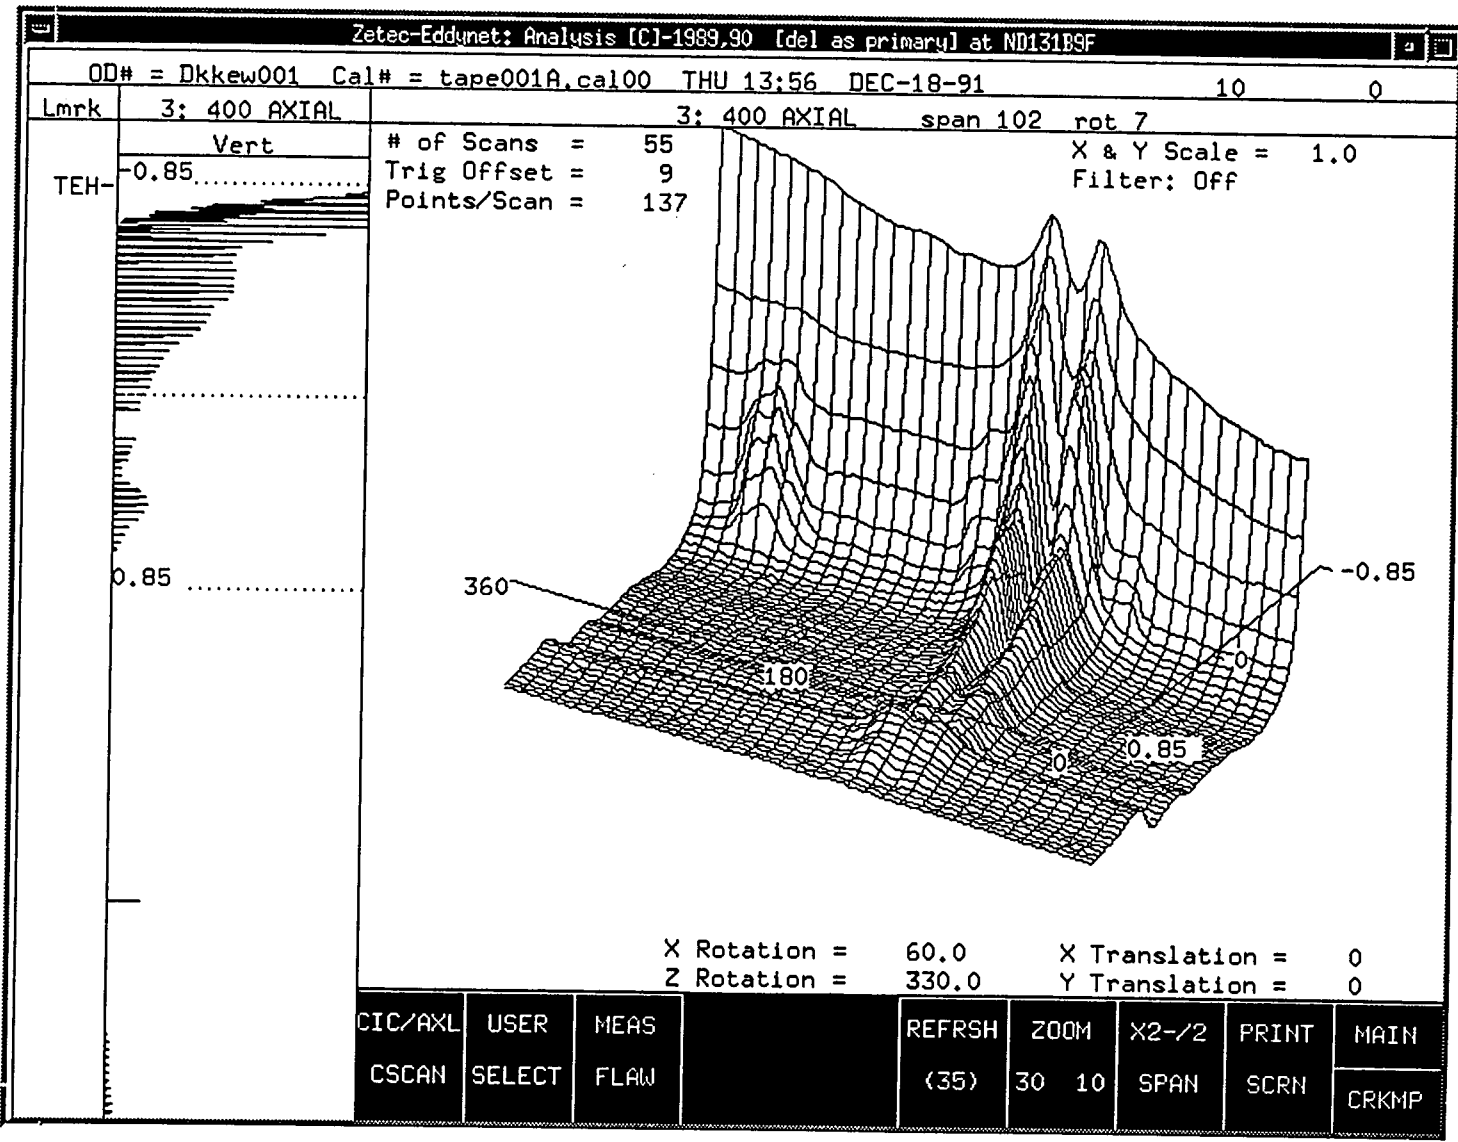 Zetec-Eddynet: Analysis [C]-1989,90 [del as primary] at ND131B9F
OD# = Dkkew001 Cal# = tape001A.cal00 THU 13:56 DEC-18-91 10 0
Lmrk 3: 400 AXIAL 3: 400 AXIAL span 102 rot 7
Vert
# of Scans = 55
Trig Offset = 9
Points/Scan = 137
X & Y Scale = 1.0
Filter: Off
-0.85
TEH-
0.85
360
-0.85
0
180
0.85
0
X Rotation = 60.0 X Translation = 0
Z Rotation = 330.0 Y Translation = 0
CIC/AXL USER MEAS REFRSH ZOOM X2-/2 PRINT MAIN
CSCAN SELECT FLAW (35) 30 10 SPAN SCRN CRKMP